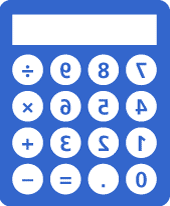 ÷ 9 8 7
× 6 5 4
+ 3 2 1
− = . 0